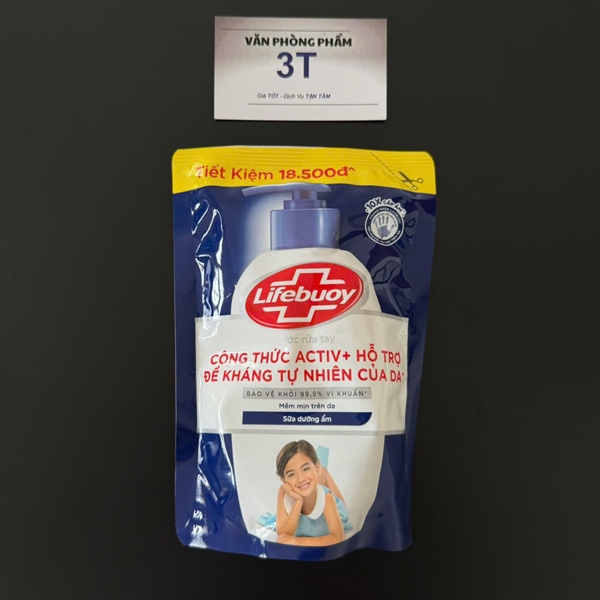 VĂN PHÒNG PHẨM
3T
Giá TỐT - Dịch Vụ TẬN TÂM
Tiết Kiệm 18.500đ^
Lifebuoy
rửa tay
CÔNG THỨC ACTIV+ HỖ TRỢ
ĐỀ KHÁNG TỰ NHIÊN CỦA DA*
BẢO VỆ KHỎI 99,9% VI KHUẨN^
Mềm mịn trên da
Sữa dưỡng ẩm